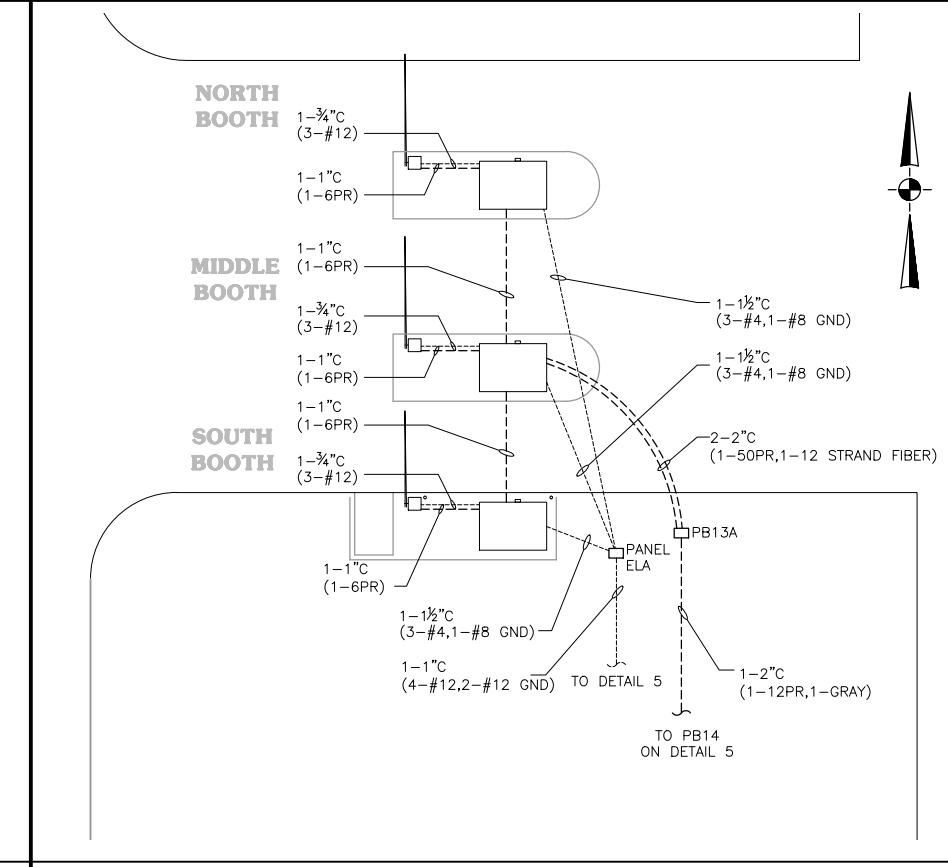 NORTH
BOOTH
1-¾"C
(3-#12)
1-1"C
(1-6PR)
1-1"C
(1-6PR)
MIDDLE
BOOTH
1-¾"C
(3-#12)
1-1"C
(1-6PR)
1-1½"C
(3-#4,1-#8 GND)
1-1½"C
(3-#4,1-#8 GND)
1-1"C
(1-6PR)
SOUTH
BOOTH
1-¾"C
(3-#12)
2-2"C
(1-50PR,1-12 STRAND FIBER)
PB13A
PANEL
ELA
1-1"C
(1-6PR)
1-1½"C
(3-#4,1-#8 GND)
1-1"C
(4-#12,2-#12 GND)
TO DETAIL 5
1-2"C
(1-12PR,1-GRAY)
TO PB14
ON DETAIL 5